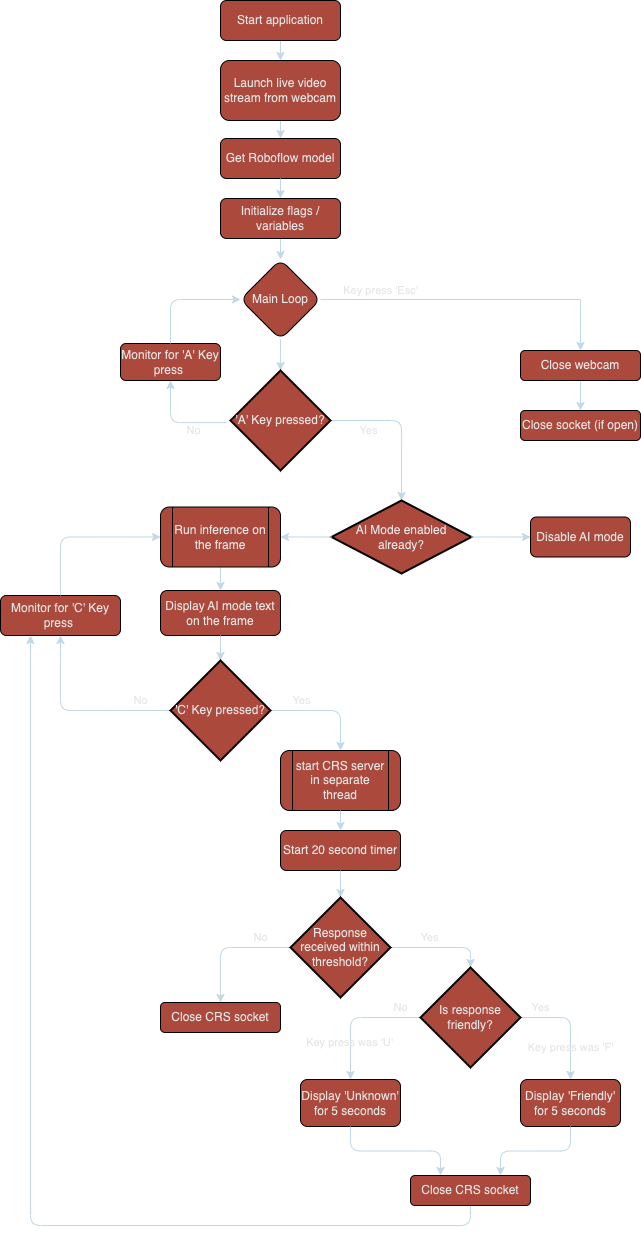 Start application
Launch live video
stream from webcam
Get Roboflow model
Initialize flags /
variables
Main Loop
Key press 'Esc'
Monitor for 'A' Key
press
Close webcam
'A' Key pressed?
No
Yes
Close socket (if open)
Run inference on
the frame
AI Mode enabled
already?
Disable AI mode
Monitor for 'C' Key
press
Display AI mode text
on the frame
'C' Key pressed?
No
Yes
start CRS server
in separate
thread
Start 20 second timer
Response
received within
threshold?
No
Yes
Close CRS socket
Is response
friendly?
No
Yes
Key press was 'U'
Key press was 'F'
Display 'Unknown'
for 5 seconds
Display 'Friendly'
for 5 seconds
Close CRS socket